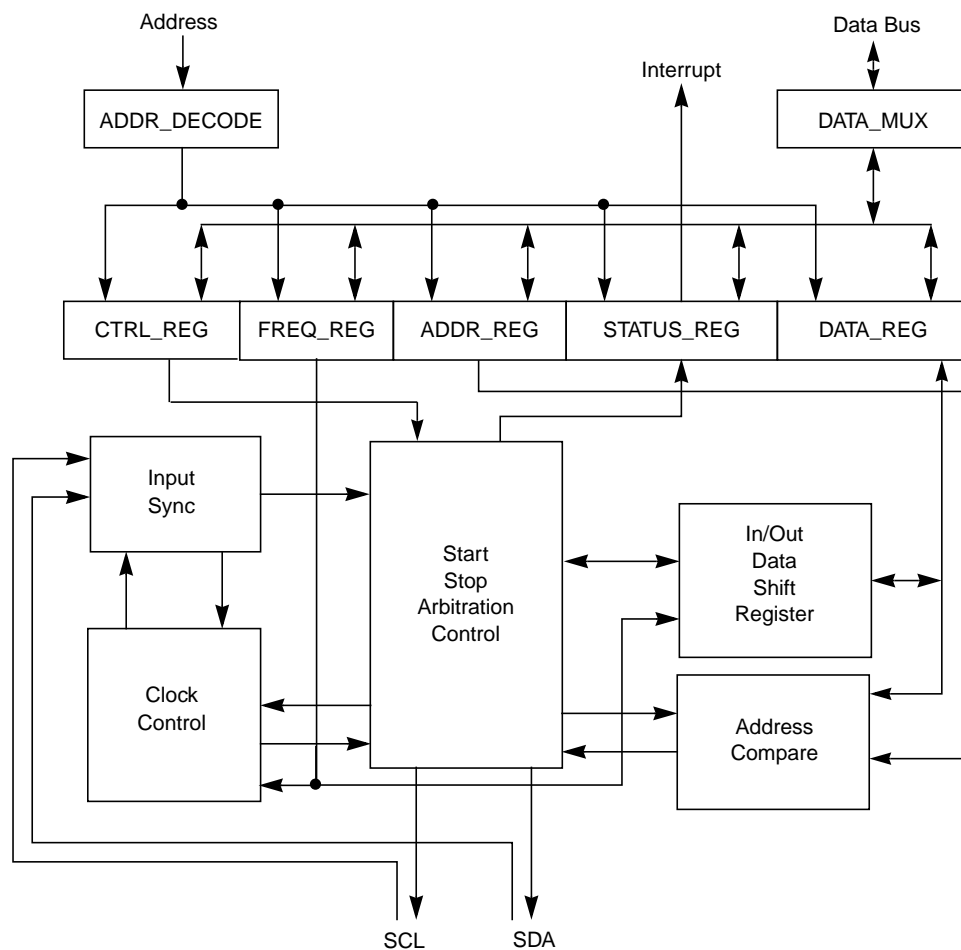 Address
Data Bus
Interrupt
ADDR_DECODE
DATA_MUX
CTRL_REG
FREQ_REG
ADDR_REG
STATUS_REG
DATA_REG
Input
Sync
Start
Stop
Arbitration
Control
In/Out
Data
Shift
Register
Clock
Control
Address
Compare
SCL
SDA